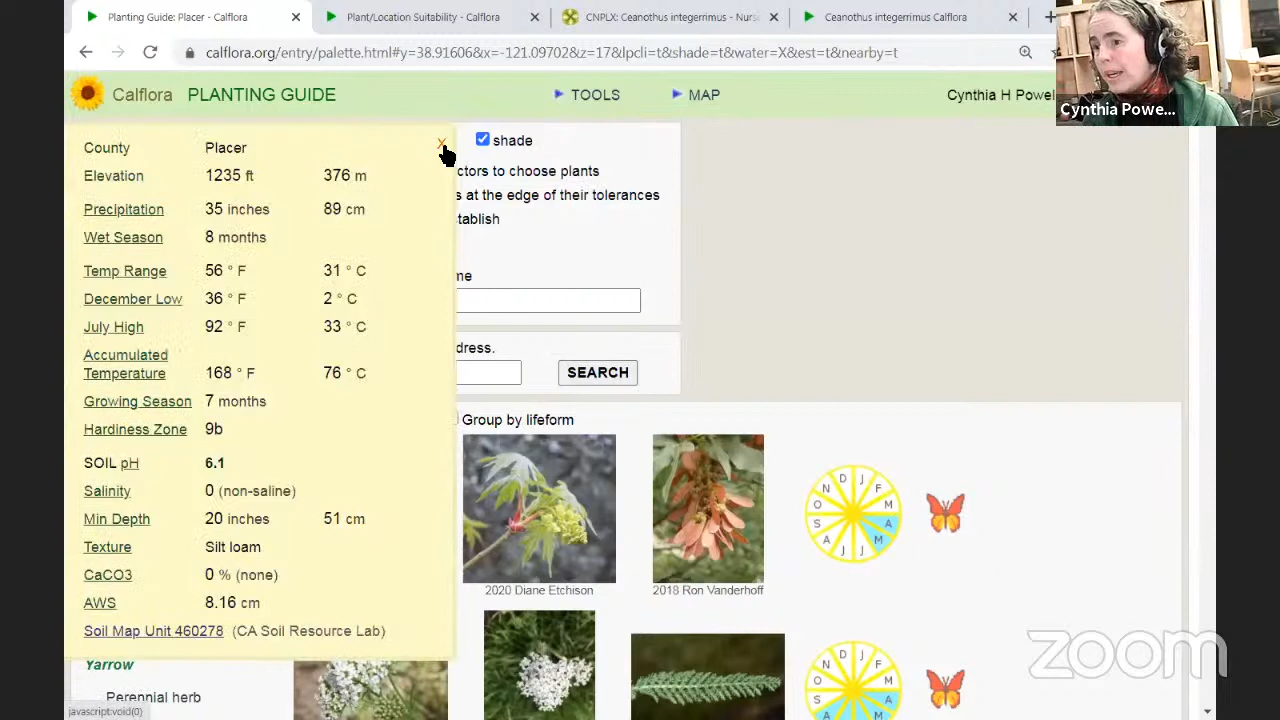 Planting Guide: Placer - Calflora
Plant/Location Suitability - Calflora
CNPLX: Ceanothus integerrimus - Nurs
Ceanothus integerrimus Calflora
calflora.org/entry/palette.html#y=38.91606&x=-121.09702&z=17&lpcli=t&shade=t&water=X&est=t&nearby=t
Calflora PLANTING GUIDE
TOOLS
MAP
Cynthia H Powel
Cynthia Powe...
X
County Placer
Elevation 1235 ft 376 m
Precipitation 35 inches 89 cm
Wet Season 8 months
Temp Range 56 ° F 31 ° C
December Low 36 ° F 2 ° C
July High 92 ° F 33 ° C
Accumulated
Temperature 168 ° F 76 ° C
Growing Season 7 months
Hardiness Zone 9b
SOIL pH 6.1
Salinity 0 (non-saline)
Min Depth 20 inches 51 cm
Texture Silt loam
CaCO3 0 % (none)
AWS 8.16 cm
Soil Map Unit 460278 (CA Soil Resource Lab)
shade
ctors to choose plants
s at the edge of their tolerances
tablish
me
dress.
SEARCH
Group by lifeform
2020 Diane Etchison
2018 Ron Vanderhoff
J F M A M J J A S O N D
Yarrow
Perennial herb
J F M A M O N D S
javascript:void(0)
zoom